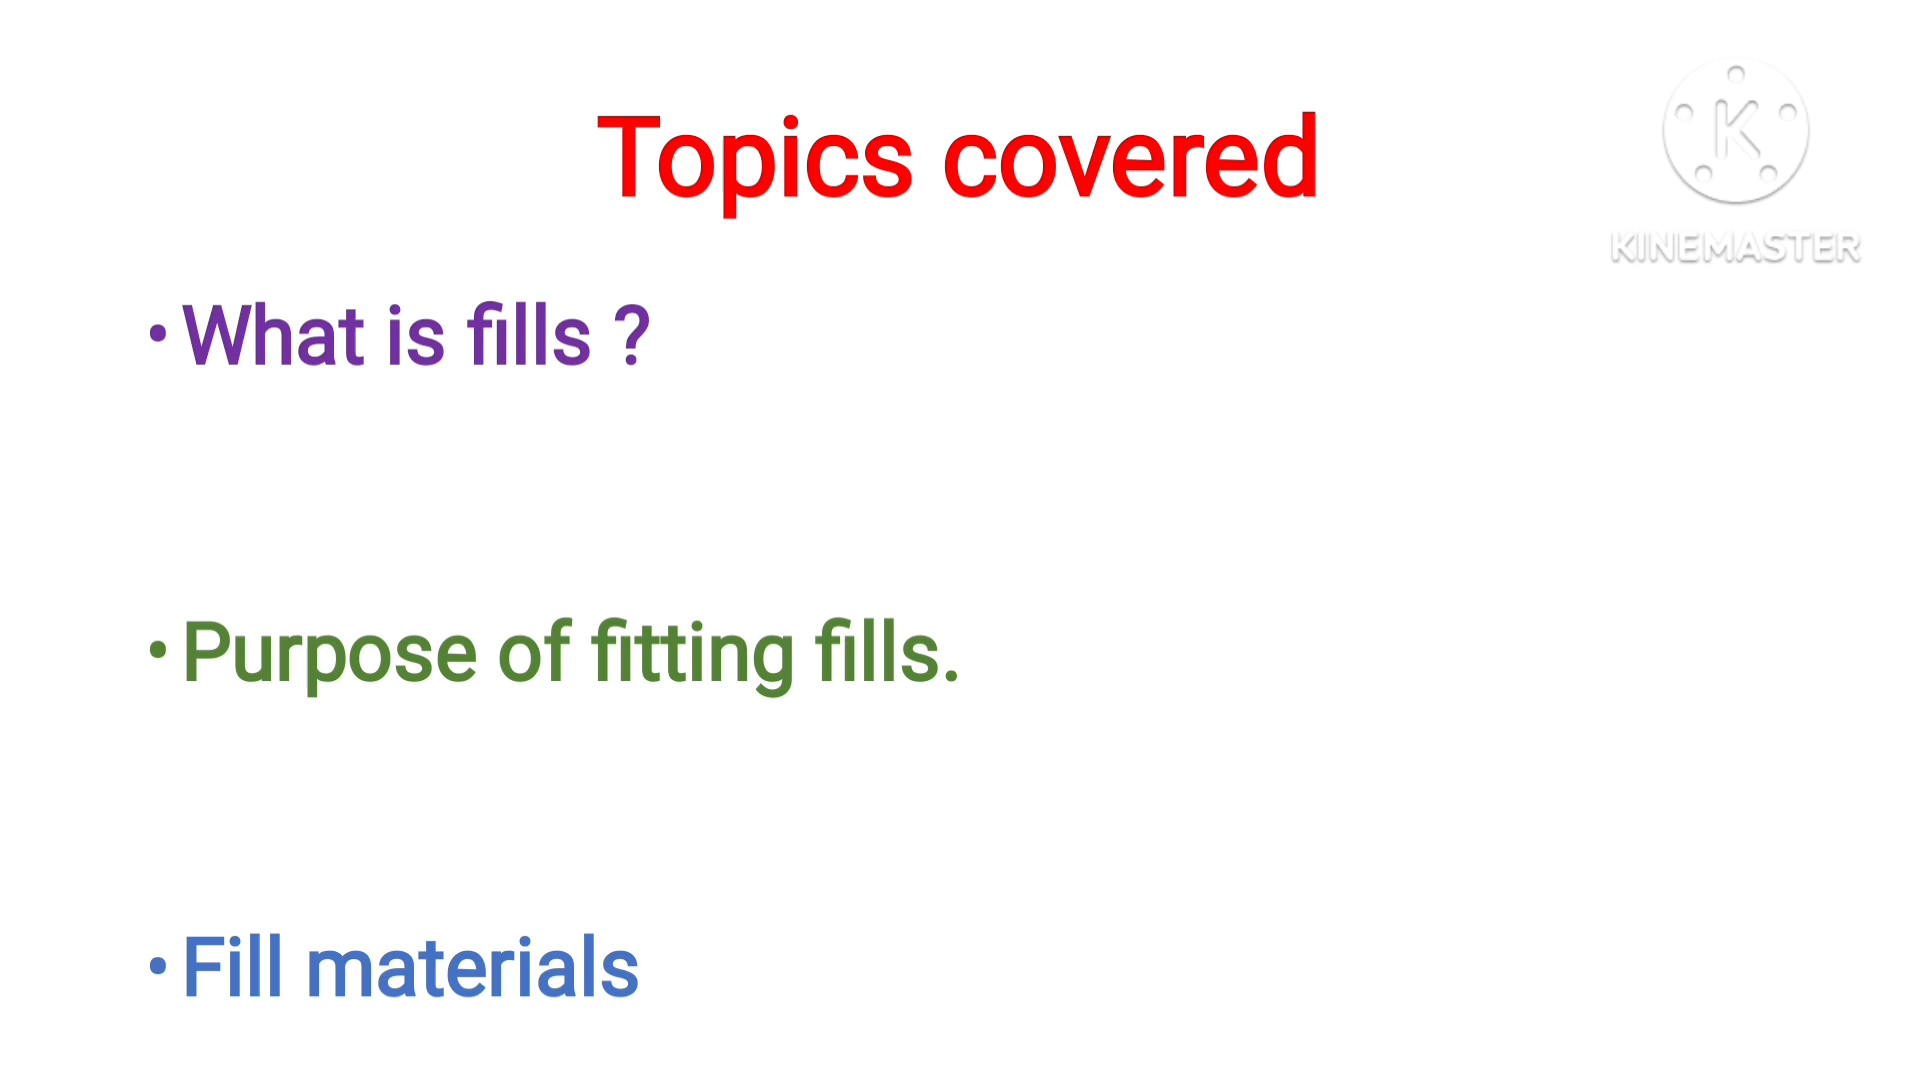 Topics covered
K
KINEMASTER
• What is fills ?
• Purpose of fitting fills.
• Fill materials